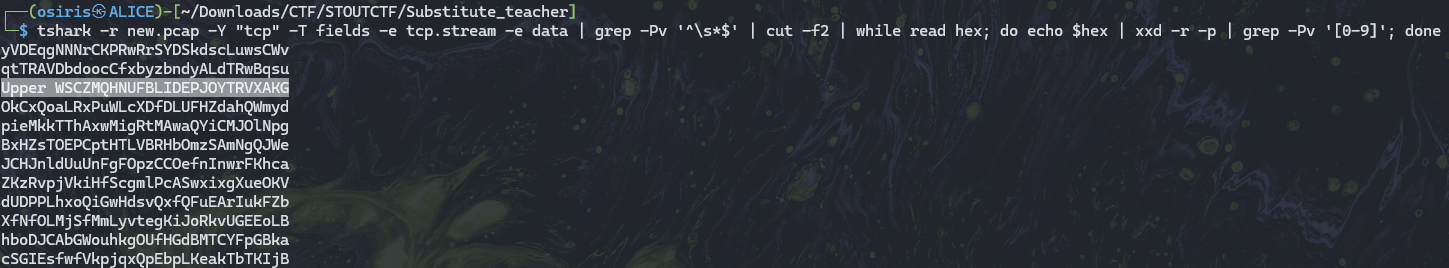 ┌──(osiris㉿ALICE)-[~/Downloads/CTF/STOUTCTF/Substitute_teacher]
└─$ tshark -r new.pcap -Y "tcp" -T fields -e tcp.stream -e data | grep -Pv '^\s*$' | cut -f2 | while read hex; do echo $hex | xxd -r -p | grep -Pv '[0-9]'; done
yVDEqgNNNrCKPRwRrSYDSkdscLuwsCWv
qtTRAVDbdoocCfxbyzbndyALdTRwBqsu
Upper WSCZMQHNUFBLIDEPJOYTRVXAKG
OkCxQoaLRxPuWLcXDfDLUFHZdahQWmyd
pieMkkTThAxwMigRtMAwaQYiCMJOlNpg
BxHZsTOEPCptHTLVBRHbOmzSAmNgQJWe
JCHJnldUuUnFgFOpzCCOefnInwrFKhca
ZKzRvpjVkiHfScgmlPcASwxixgXueOKV
dUDPPLhxoQiGwHdsvQxfQFuEArIukFZb
XfNfOLMjSfMmLyvtegKiJoRkvUGEEoLB
hboDJCAbGWouhkgOUfHGdBMTCYFpGBka
cSGIEsfwfVkpjqxQpEbpLKeakTbTKIjB